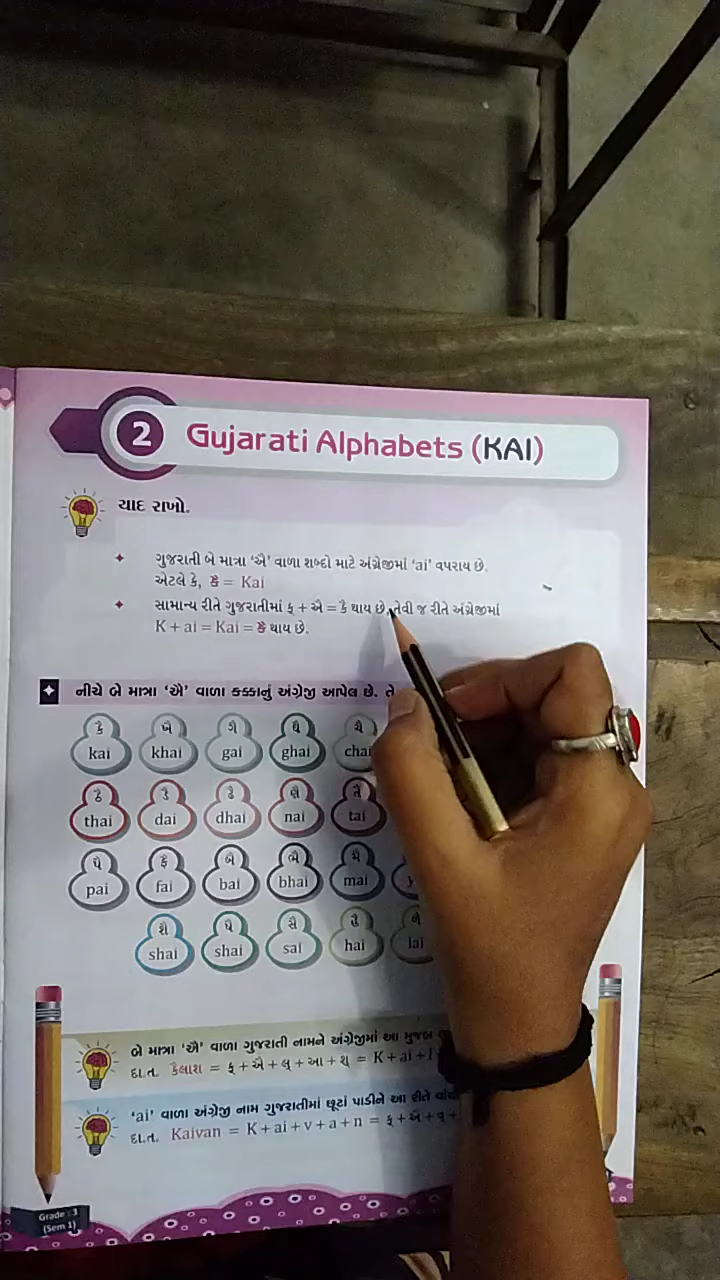 2 Gujarati Alphabets (KAI)
યાદ રાખો.
ગુજરાતી બે માત્રા 'ઐ' વાળા શબ્દો માટે અંગ્રેજીમાં 'ai' વપરાય છે.
એટલે કે, કૈ = Kai
સામાન્ય રીતે ગુજરાતીમાં ક્ + ઐ = કૈ થાય છે. તેવી જ રીતે અંગ્રેજીમાં
K + ai = Kai = કૈ થાય છે.
નીચે બે માત્રા 'ઐ' વાળા કક્કાનું અંગ્રેજી આપેલ છે. તે
કૈ ખૈ ગૈ ઘૈ ચૈ
kai khai gai ghai chai
ઠૈ ડૈ ઢૈ ણૈ તૈ
thai dai dhai nai tai
પૈ ફૈ બૈ ભૈ મૈ
pai fai bai bhai mai y
શૈ ષૈ સૈ હૈ ળૈ
shai shai sai hai lai
બે માત્રા 'ઐ' વાળા ગુજરાતી નામને અંગ્રેજીમાં આ મુજબ
દા.ત. કૈલાશ = ક્ + ઐ + લ્ + આ + શ્ = K + ai + l
'ai' વાળા અંગ્રેજી નામ ગુજરાતીમાં છૂટાં પાડીને આ રીતે
દા.ત. Kaivan = K + ai + v + a + n = ક્ + ઐ + વ્ +
Grade : 3
(Sem 1)